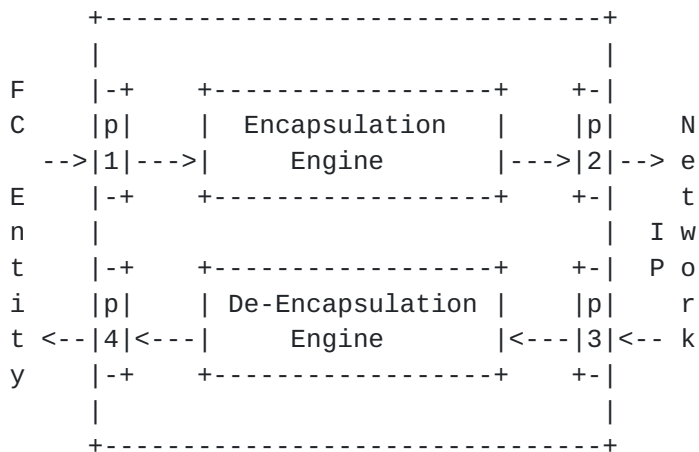 +--------------------------------+
      |                                |
F     |-+    +------------------+    +-|
C     |p|    |  Encapsulation   |    |p|    N
   -->|1|--->|     Engine       |--->|2|--> e
E     |-+    +------------------+    +-|    t
n     |                                |  I w
t     |-+    +------------------+    +-|  P o
i     |p|    | De-Encapsulation |    |p|    r
t  <--|4|<---|     Engine       |<---|3|<-- k
y     |-+    +------------------+    +-|
      |                                |
      +--------------------------------+